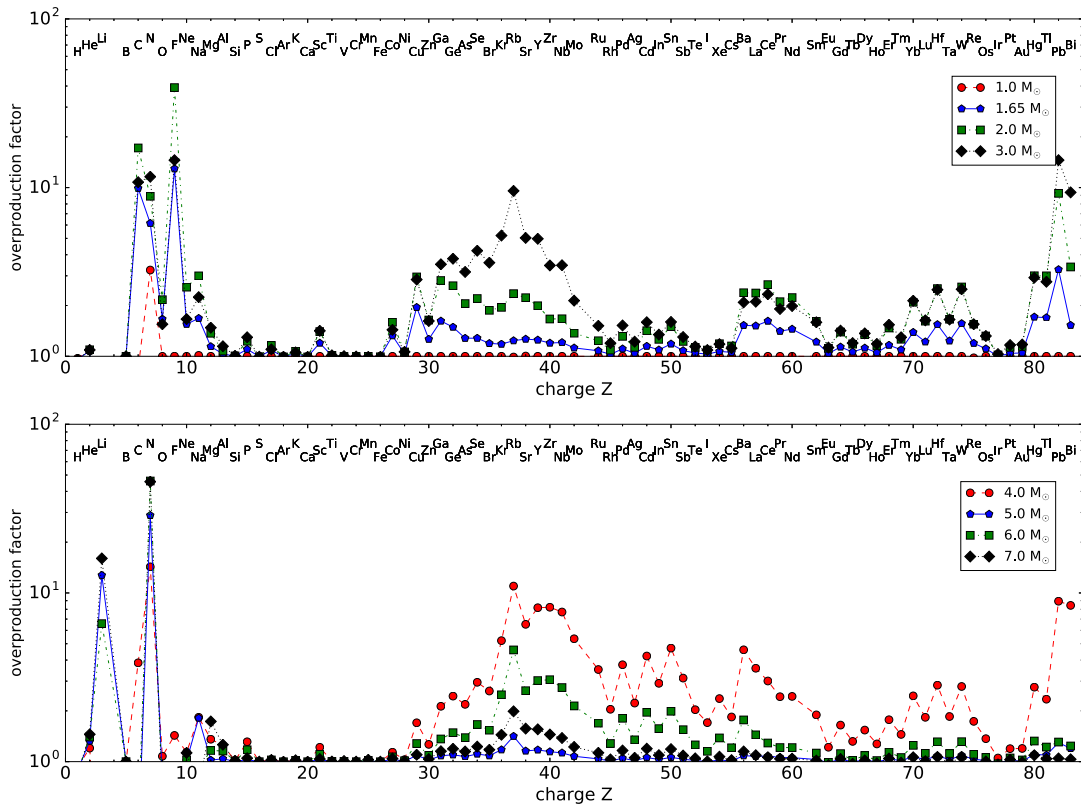 10²
H He Li B C N O F Ne Na Mg Al Si P S Cl Ar K Ca Sc Ti V Cr Mn Fe Co Ni Cu Zn Ga Ge As Se Br Kr Rb Sr Y Zr Nb Mo Ru Rh Pd Ag Cd In Sn Sb Te I Xe Cs Ba La Ce Pr Nd Sm Eu Gd Tb Dy Ho Er Tm Yb Lu Hf Ta W Re Os Ir Pt Au Hg Tl Pb Bi
1.0 M☉
1.65 M☉
2.0 M☉
3.0 M☉
overproduction factor
10¹
10⁰
0 10 20 30 40 50 60 70 80
charge Z
10²
H He Li B C N O F Ne Na Mg Al Si P S Cl Ar K Ca Sc Ti V Cr Mn Fe Co Ni Cu Zn Ga Ge As Se Br Kr Rb Sr Y Zr Nb Mo Ru Rh Pd Ag Cd In Sn Sb Te I Xe Cs Ba La Ce Pr Nd Sm Eu Gd Tb Dy Ho Er Tm Yb Lu Hf Ta W Re Os Ir Pt Au Hg Tl Pb Bi
4.0 M☉
5.0 M☉
6.0 M☉
7.0 M☉
overproduction factor
10¹
10⁰
0 10 20 30 40 50 60 70 80
charge Z